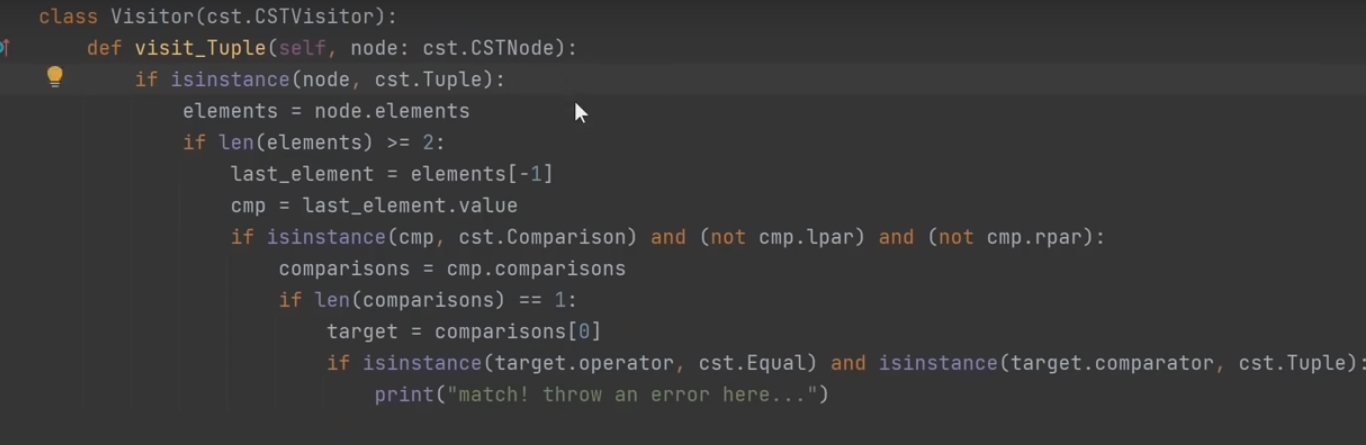 class Visitor(cst.CSTVisitor):
    def visit_Tuple(self, node: cst.CSTNode):
        if isinstance(node, cst.Tuple):
            elements = node.elements
            if len(elements) >= 2:
                last_element = elements[-1]
                cmp = last_element.value
                if isinstance(cmp, cst.Comparison) and (not cmp.lpar) and (not cmp.rpar):
                    comparisons = cmp.comparisons
                    if len(comparisons) == 1:
                        target = comparisons[0]
                        if isinstance(target.operator, cst.Equal) and isinstance(target.comparator, cst.Tuple):
                            print("match! throw an error here...")